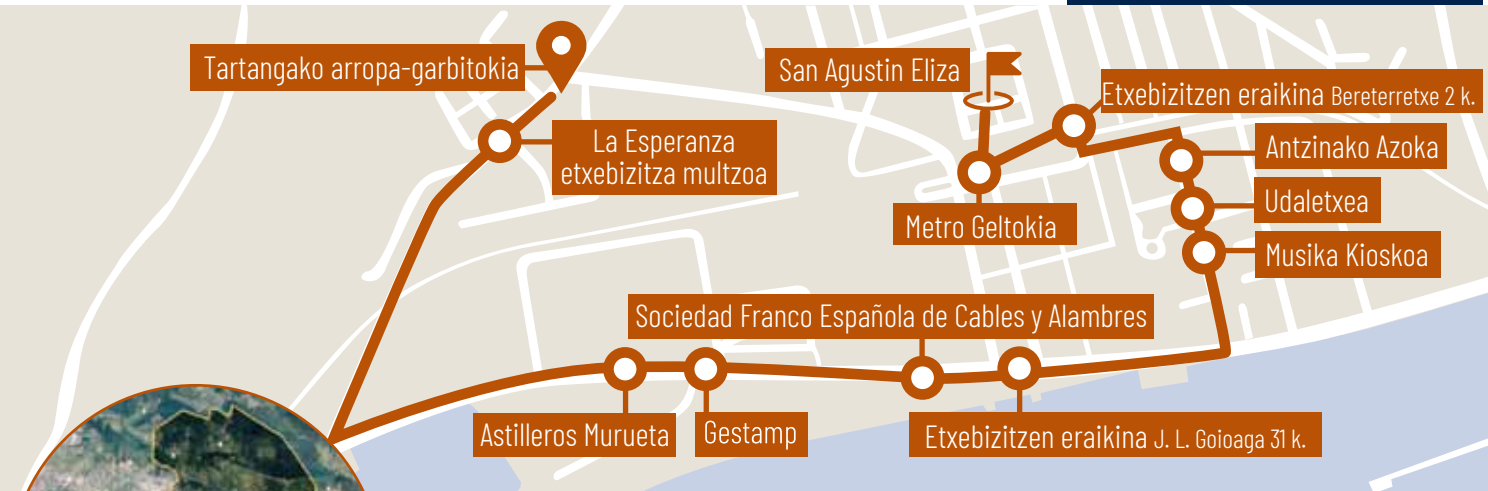 Tartangako arropa-garbitokia
San Agustin Eliza
Etxebizitzen eraikina Bereterretxe 2 k.
La Esperanza
etxebizitza multzoa
Antzinako Azoka
Udaletxea
Metro Geltokia
Musika Kioskoa
Sociedad Franco Española de Cables y Alambres
Astilleros Murueta
Gestamp
Etxebizitzen eraikina J. L. Goioaga 31 k.